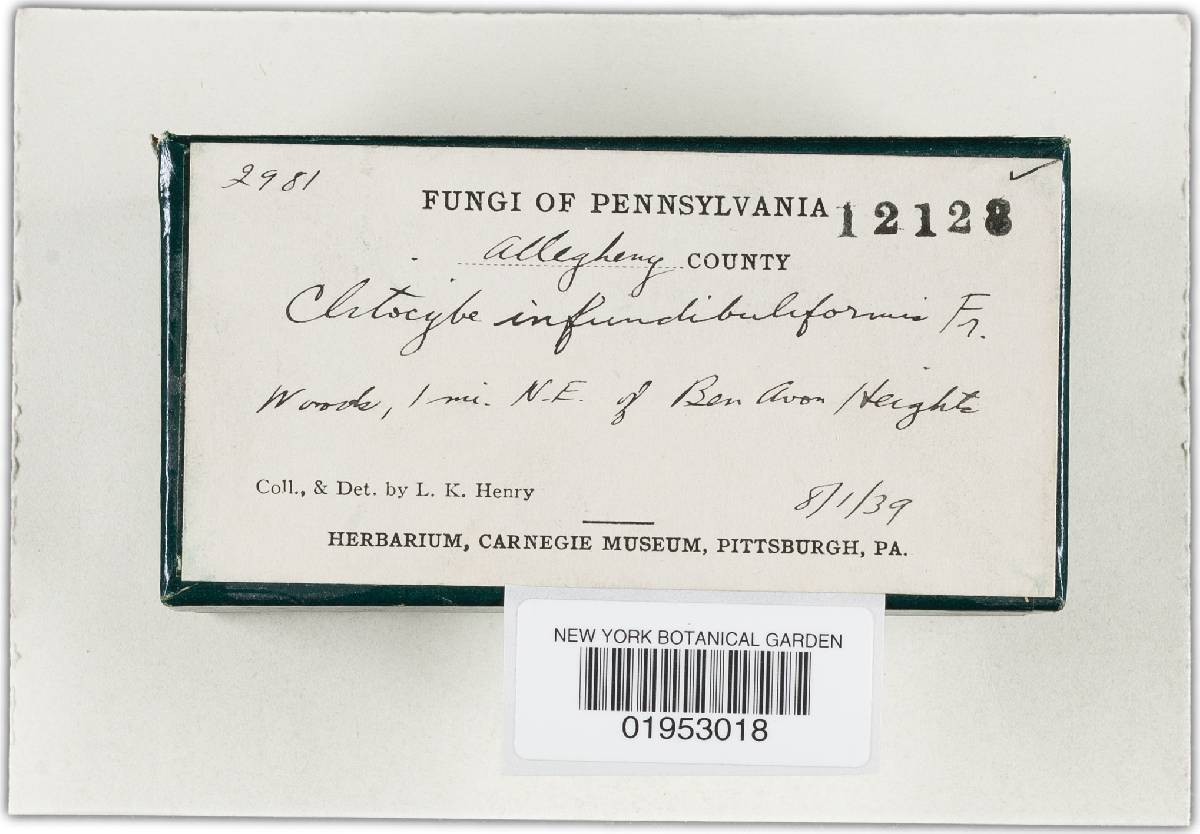 2981
FUNGI OF PENNSYLVANIA 12128
Allegheny COUNTY
Clitocybe infundibuliformis Fr.
Woods, 1 mi. N.E. of Ben Avon Heights
Coll., & Det. by L. K. Henry 8/1/39
HERBARIUM, CARNEGIE MUSEUM, PITTSBURGH, PA.
NEW YORK BOTANICAL GARDEN
01953018